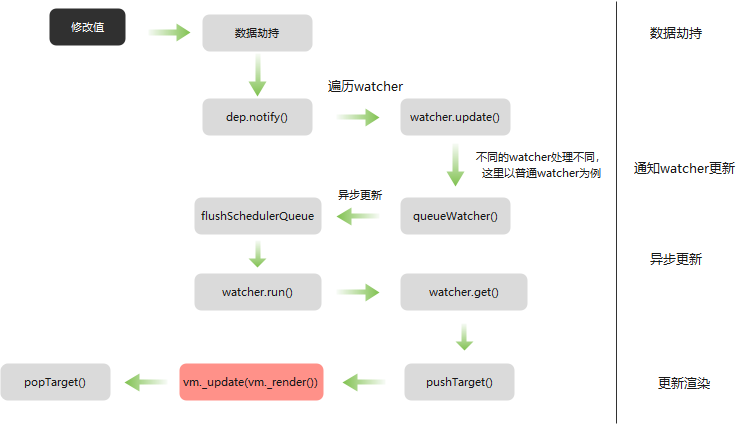 修改值
数据劫持
数据劫持
遍历watcher
dep.notify()
watcher.update()
不同的watcher处理不同，
这里以普通watcher为例
通知watcher更新
异步更新
flushSchedulerQueue
queueWatcher()
异步更新
watcher.run()
watcher.get()
popTarget()
vm._update(vm._render())
pushTarget()
更新渲染